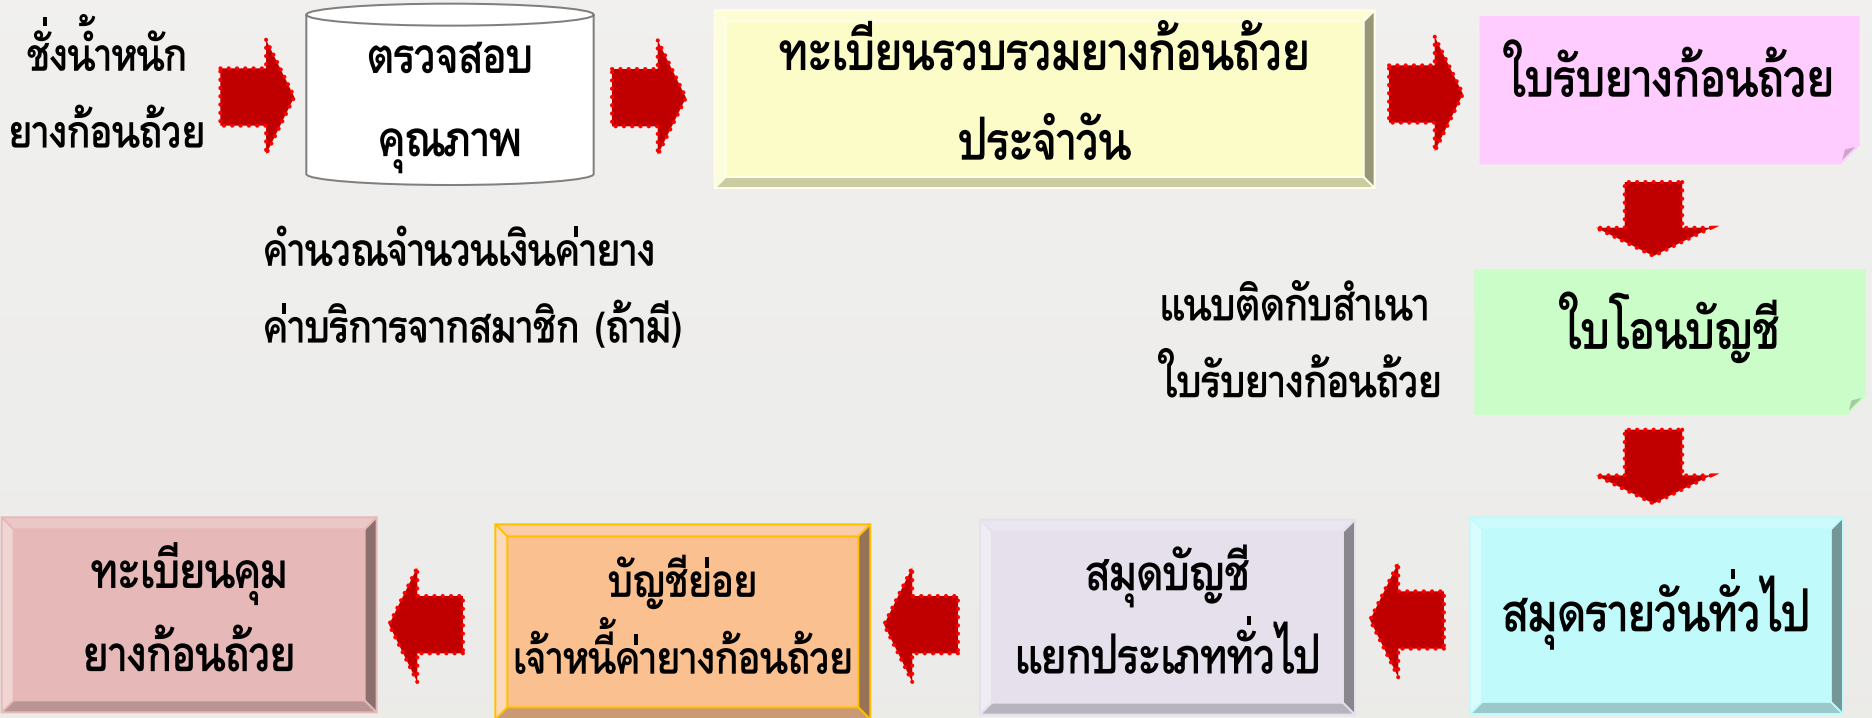 ชั่งน้ำหนัก
ยางก้อนถ้วย
ตรวจสอบ
คุณภาพ
ทะเบียนรวบรวมยางก้อนถ้วย
ประจำวัน
ใบรับยางก้อนถ้วย
คำนวณจำนวนเงินค่ายาง
ค่าบริการจากสมาชิก (ถ้ามี)
แนบติดกับสำเนา
ใบรับยางก้อนถ้วย
ใบโอนบัญชี
สมุดรายวันทั่วไป
สมุดบัญชี
แยกประเภททั่วไป
บัญชีย่อย
เจ้าหนี้ค่ายางก้อนถ้วย
ทะเบียนคุม
ยางก้อนถ้วย